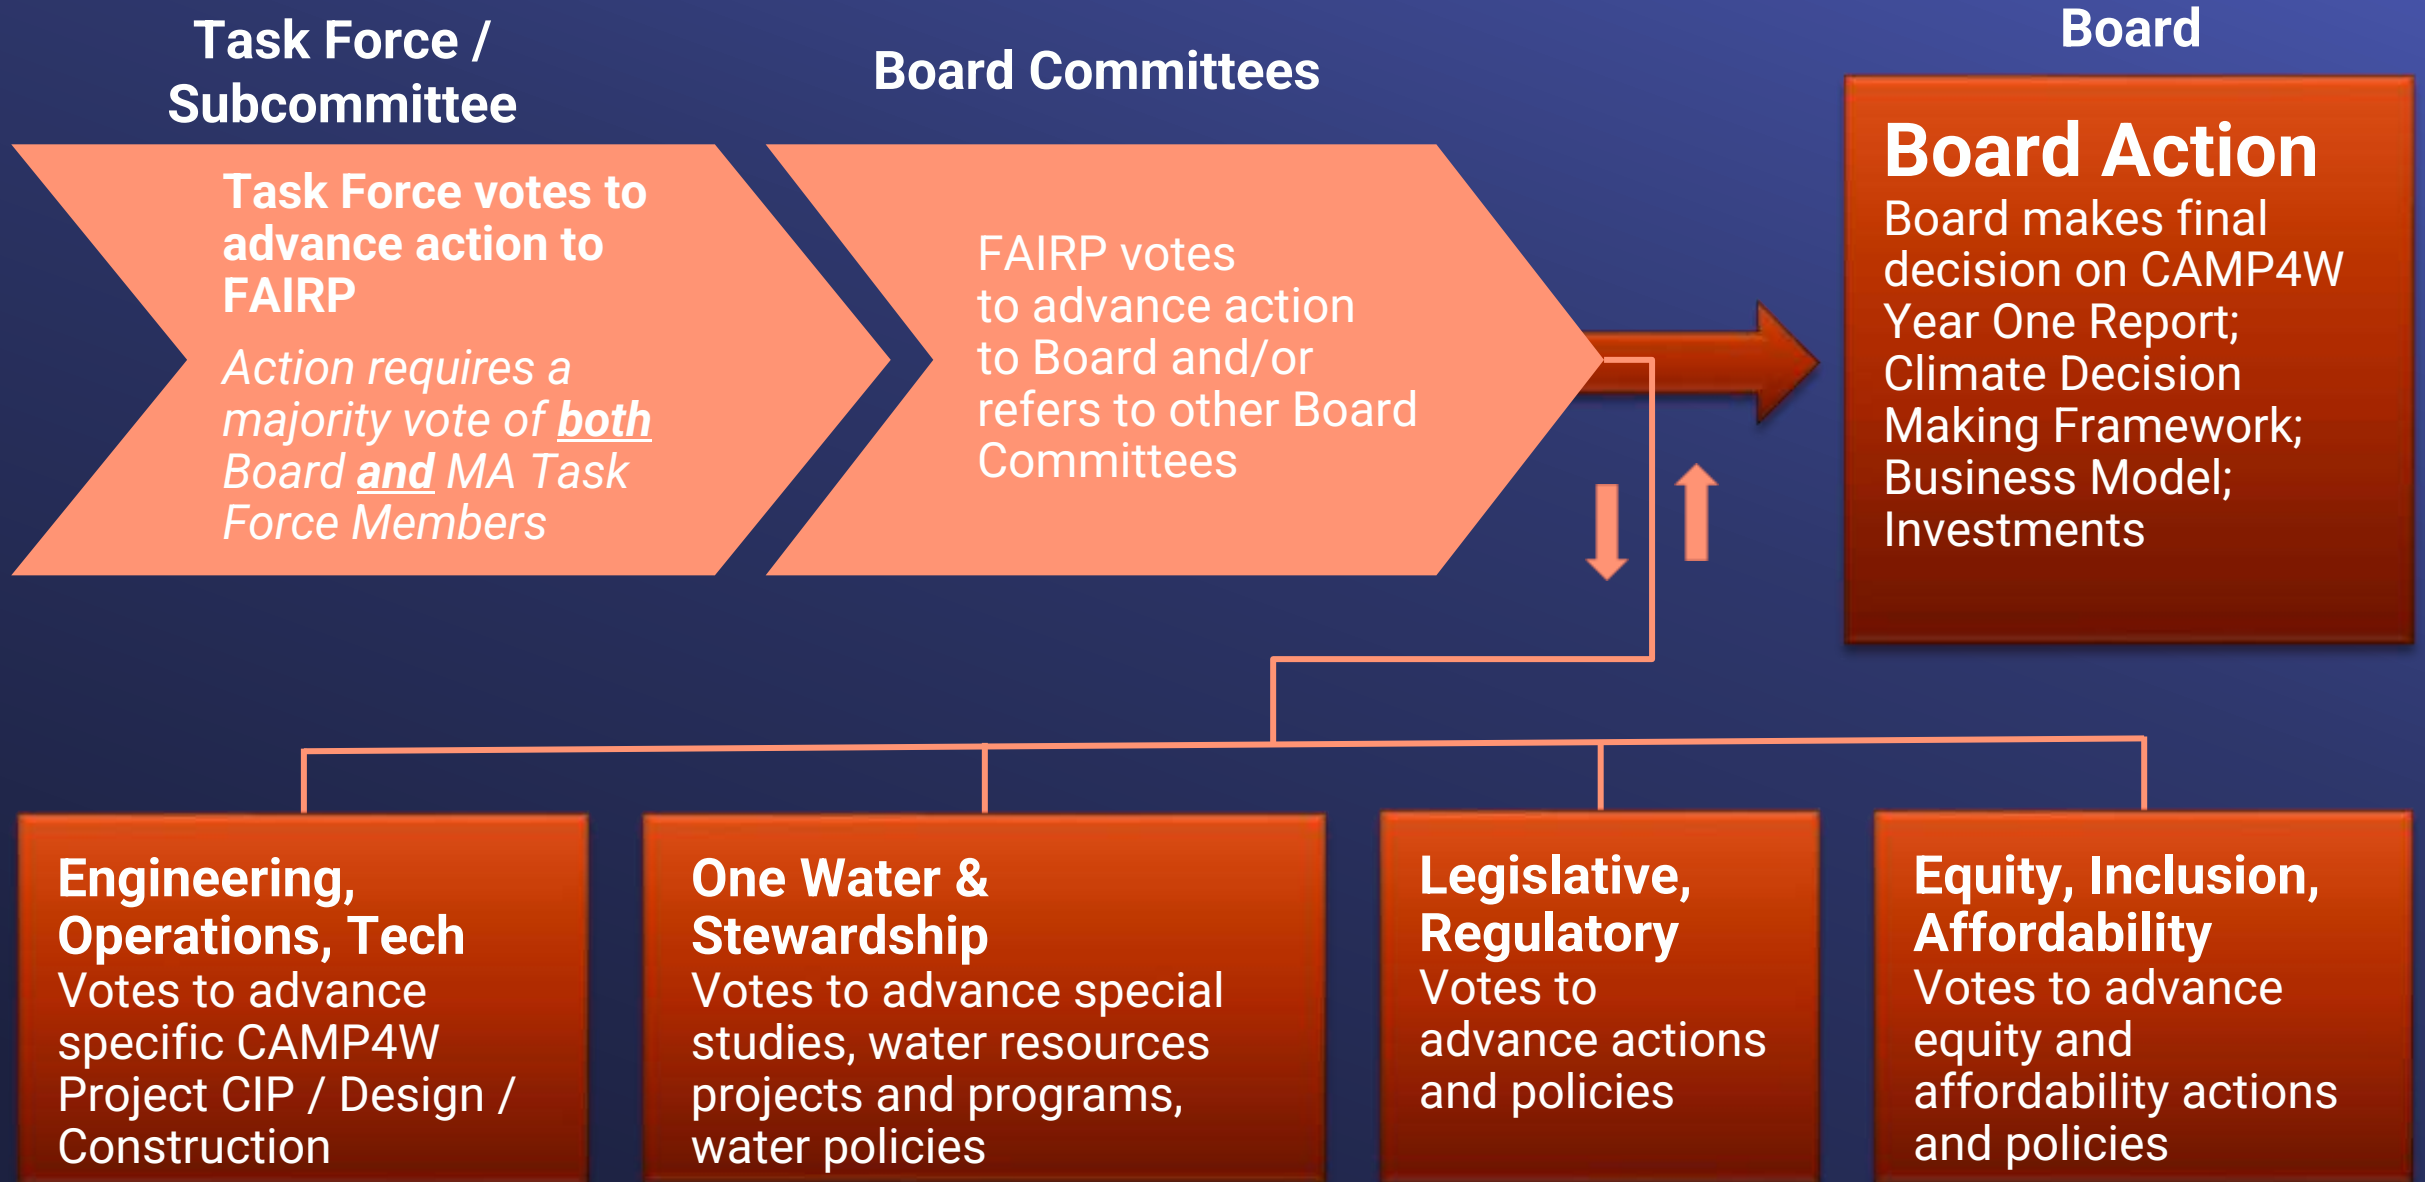 Task Force /
Subcommittee
Task Force votes to
advance action to
FAIRP
Action requires a
majority vote of both
Board and MA Task
Force Members
Board Committees
FAIRP votes
to advance action
to Board and/or
refers to other Board
Committees
Board
Board Action
Board makes final
decision on CAMP4W
Year One Report;
Climate Decision
Making Framework;
Business Model;
Investments
Engineering,
Operations, Tech
Votes to advance
specific CAMP4W
Project CIP / Design /
Construction
One Water &
Stewardship
Votes to advance special
studies, water resources
projects and programs,
water policies
Legislative,
Regulatory
Votes to
advance actions
and policies
Equity, Inclusion,
Affordability
Votes to advance
equity and
affordability actions
and policies